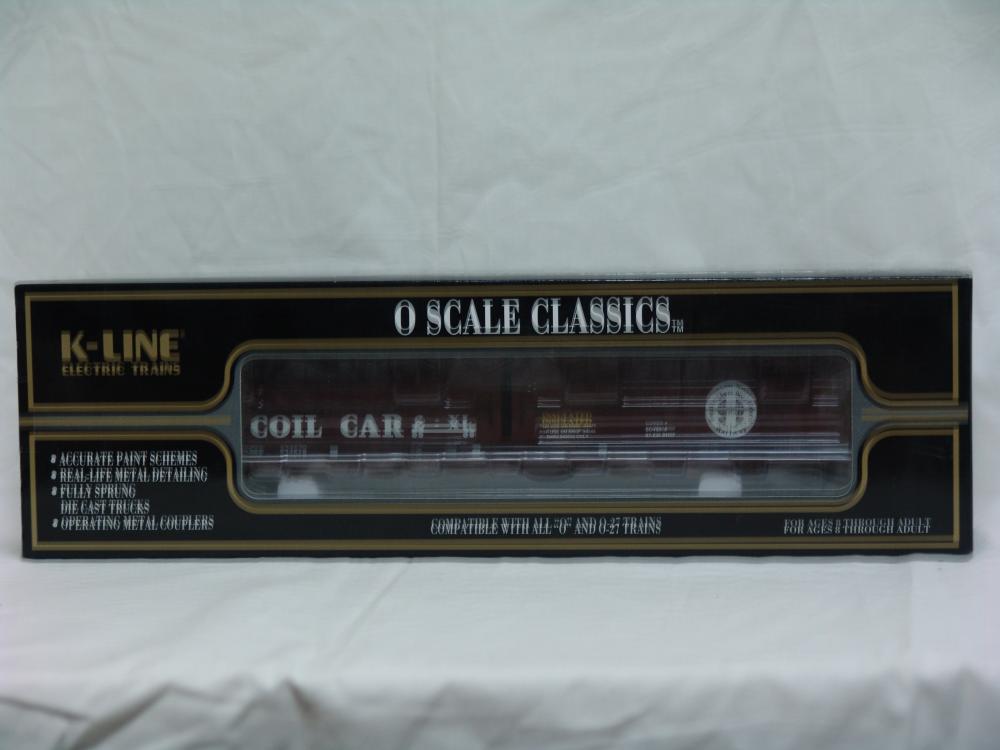 O SCALE CLASSICS™
K-LINE
ELECTRIC TRAINS
COIL CAR
ACCURATE PAINT SCHEMES
REAL-LIFE METAL DETAILING
FULLY SPRUNG
DIE CAST TRUCKS
OPERATING METAL COUPLERS
COMPATIBLE WITH ALL "O" AND O-27 TRAINS
FOR AGES 8 THROUGH ADULT